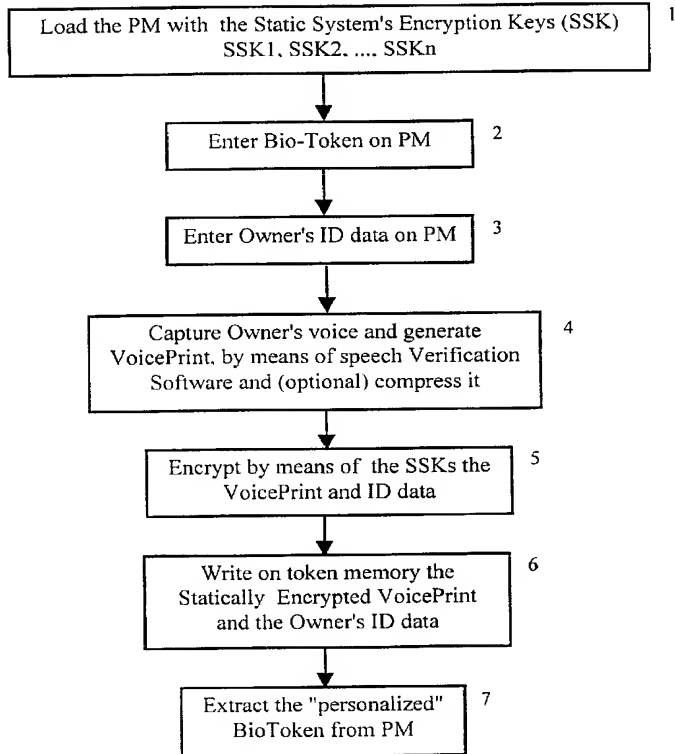 Load the PM with the Static System's Encryption Keys (SSK)
SSK1, SSK2, ...., SSKn
1
Enter Bio-Token on PM
2
Enter Owner's ID data on PM
3
Capture Owner's voice and generate
VoicePrint, by means of speech Verification
Software and (optional) compress it
4
Encrypt by means of the SSKs the
VoicePrint and ID data
5
Write on token memory the
Statically Encrypted VoicePrint
and the Owner's ID data
6
Extract the "personalized"
BioToken from PM
7